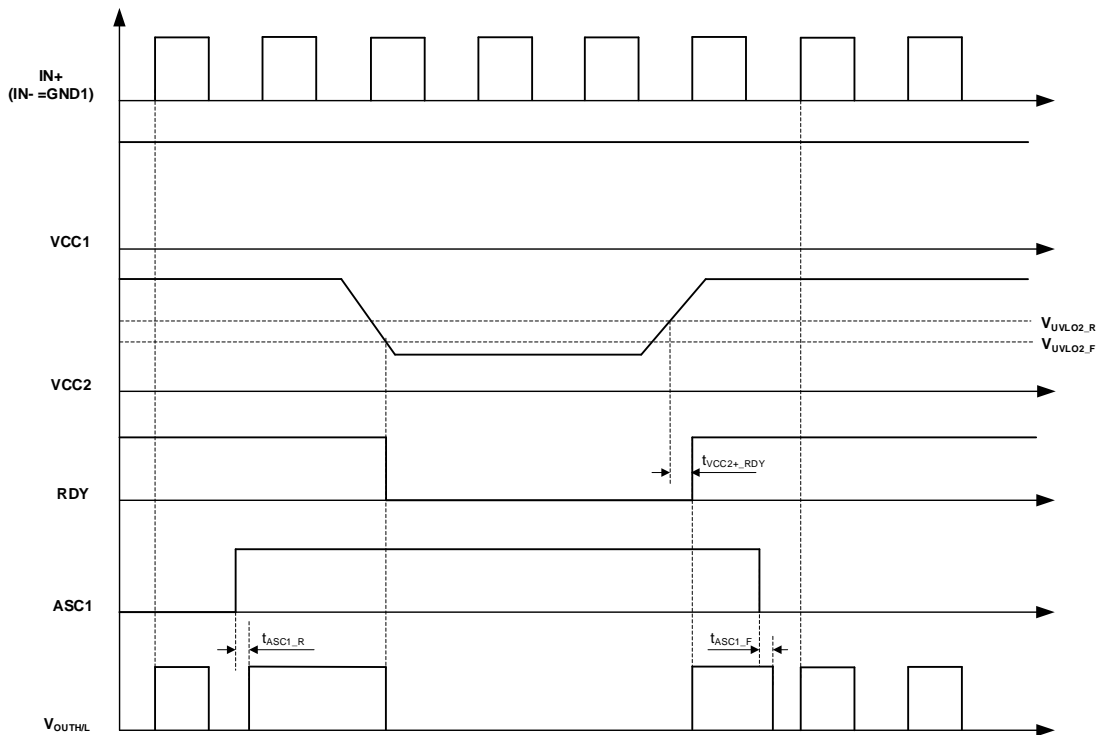 IN+
(IN- =GND1)
VCC1
VUVLO2_R
VUVLO2_F
VCC2
tVCC2+_RDY
RDY
ASC1
tASC1_R
tASC1_F
VOUTH/L